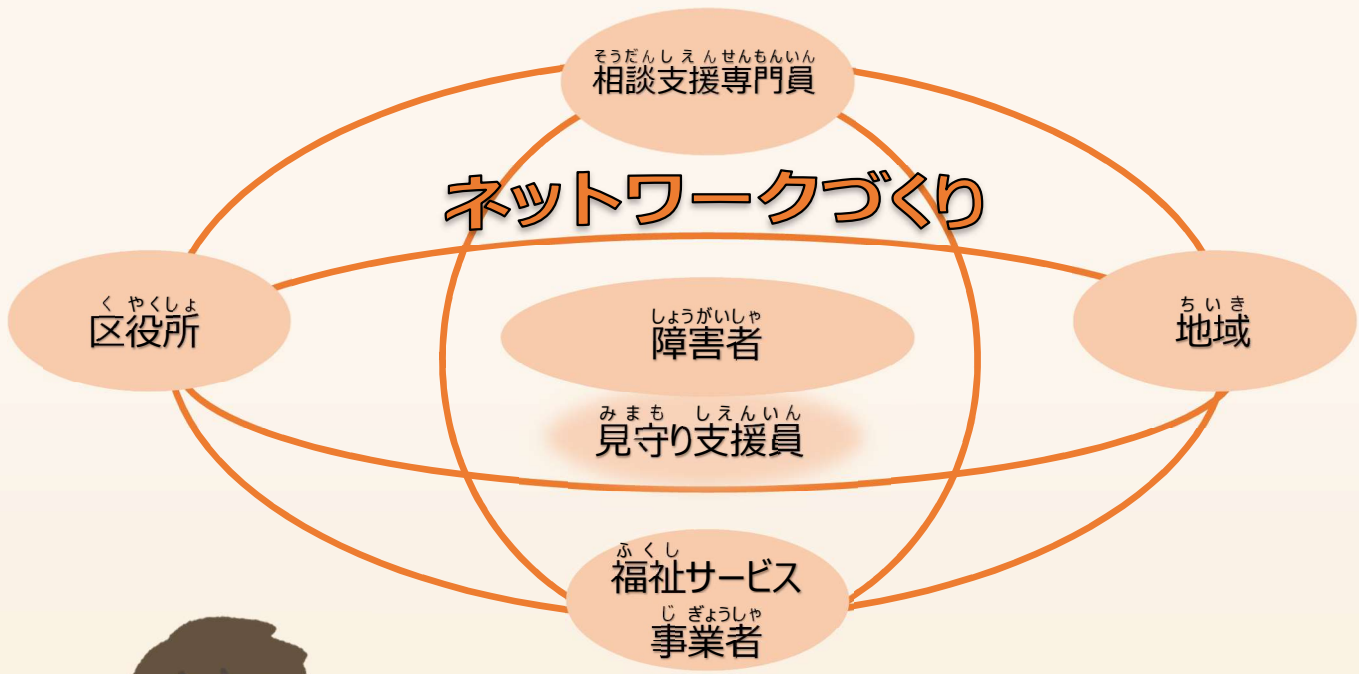 そうだんしえんせんもんいん
相談支援専門員
ネットワークづくり
くやくしょ
区役所
しょうがいしゃ
障害者
ちいき
地域
みまも しえんいん
見守り支援員
ふくし
福祉サービス
じぎょうしゃ
事業者